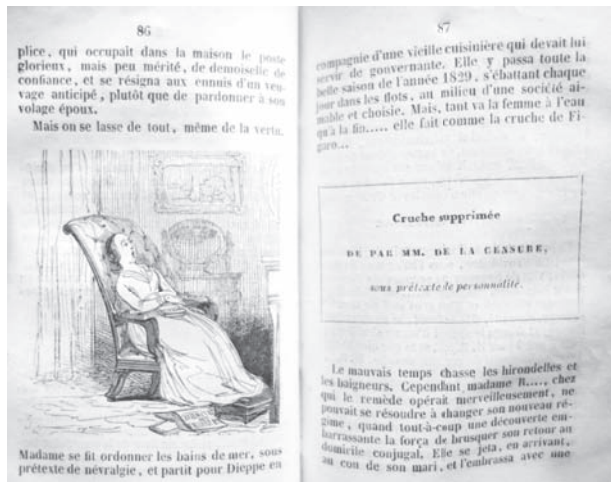 86
plice, qui occupait dans la maison le poste
glorieux, mais peu mérité, de demoiselle de
confiance, et se résigna aux ennuis d'un veu-
vage anticipé, plutôt que de pardonner à son
volage époux.
Mais on se lasse de tout, même de la vertu.
Madame se fit ordonner les bains de mer, sous
prétexte de névralgie, et partit pour Dieppe en
87
compagnie d'une vieille cuisinière qui devait lui
servir de gouvernante. Elle y passa toute la
belle saison de l'année 1829, s'ébattant chaque
jour dans les flots, au milieu d'une société ai-
mable et choisie. Mais, tant va la femme à l'eau
qu'à la fin..... elle fait comme la cruche de Fi-
garo...
Cruche supprimée
DE PAR MM. DE LA CENSURE,
sous prétexte de personnalité.
Le mauvais temps chasse les hirondelles et
les baigneurs. Cependant madame B...., chez
qui le remède opérait merveilleusement, ne
pouvait se résoudre à changer son nouveau ré-
gime, quand tout-à-coup une découverte em-
barrassante la força de brusquer son retour au
domicile conjugal. Elle se jeta, en arrivant,
au cou de son mari, et l'embrassa avec une